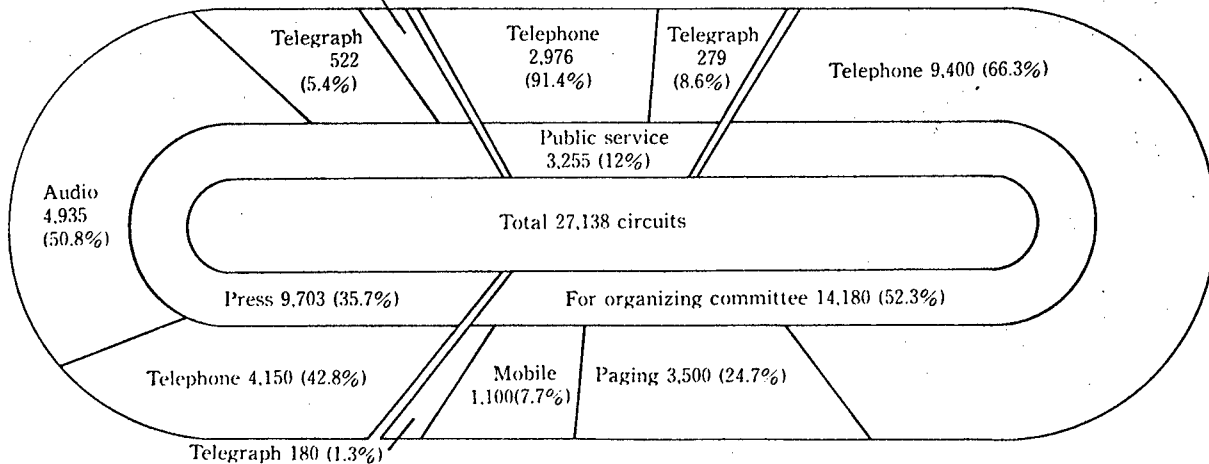 Telegraph
522
(5.4%)
Telephone
2,976
(91.4%)
Telegraph
279
(8.6%)
Telephone 9,400 (66.3%)
Public service
3,255 (12%)
Audio
4,935
(50.8%)
Total 27,138 circuits
Press 9,703 (35.7%)
For organizing committee 14,180 (52.3%)
Telephone 4,150 (42.8%)
Mobile
1,100(7.7%)
Paging 3,500 (24.7%)
Telegraph 180 (1.3%)